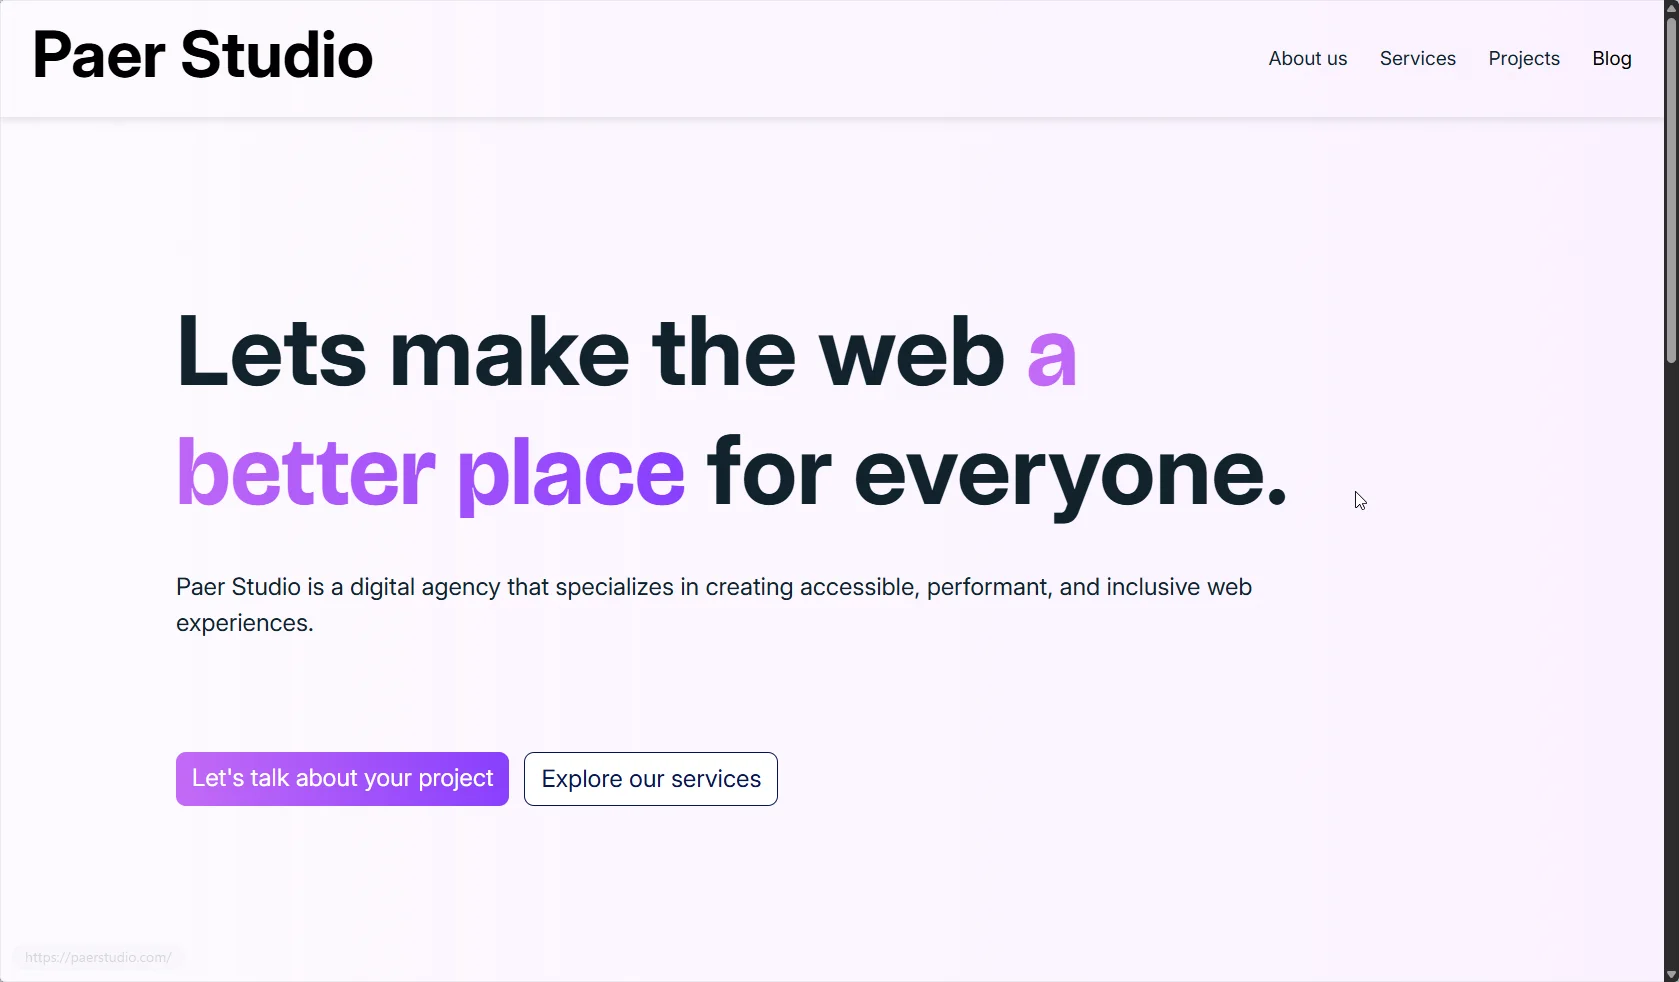 Paer Studio
About us Services Projects Blog
Lets make the web a
better place for everyone.
Paer Studio is a digital agency that specializes in creating accessible, performant, and inclusive web
experiences.
Let's talk about your project Explore our services
https://paerstudio.com/